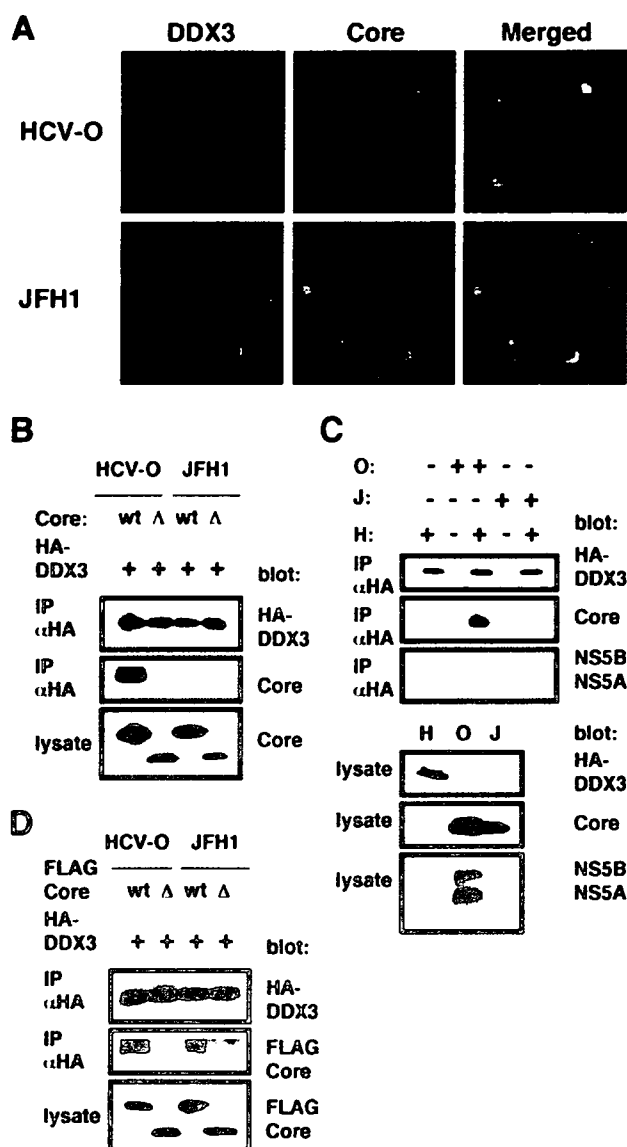 A
DDX3 Core Merged
HCV-O
JFH1
B
HCV-O JFH1
Core: wt Δ wt Δ
HA-
DDX3 + + + + blot:
IP
αHA
HA-
DDX3
IP
αHA
Core
lysate Core
C
O: - + + - -
J: - - - + +
H: + - + - + blot:
IP
αHA
HA-
DDX3
IP
αHA
Core
IP
αHA
NS5B
NS5A
H O J blot:
lysate HA-
DDX3
lysate Core
lysate NS5B
NS5A
D
HCV-O JFH1
FLAG
Core wt Δ wt Δ
HA-
DDX3 + + + + blot:
IP
αHA
HA-
DDX3
IP
αHA
FLAG
Core
lysate FLAG
Core